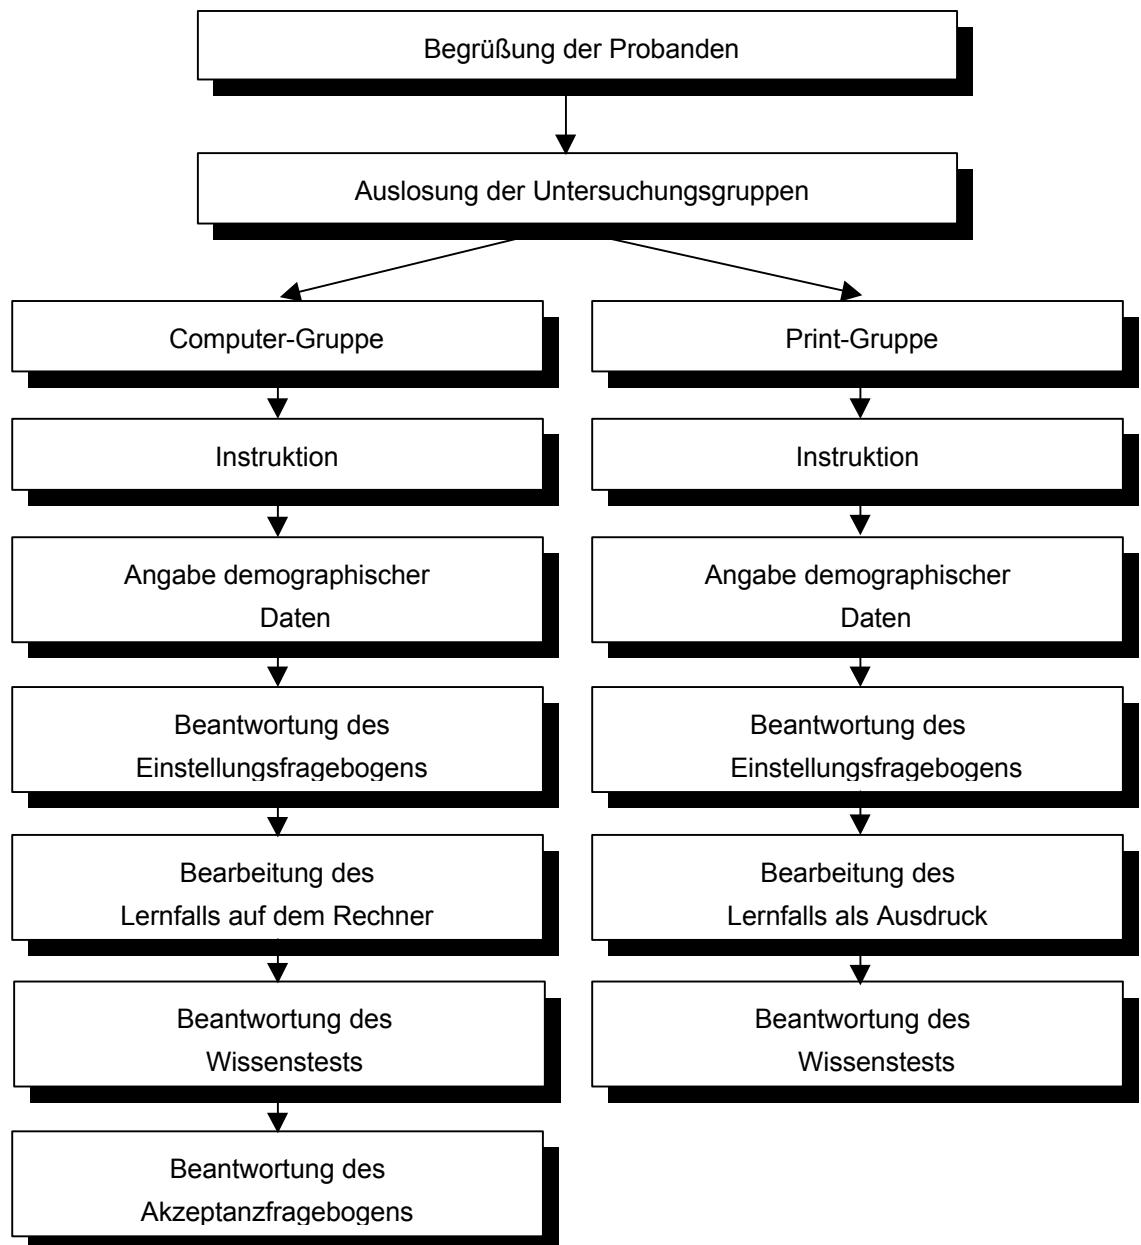 Begrüßung der Probanden
Auslosung der Untersuchungsgruppen
Computer-Gruppe
Instruktion
Angabe demographischer
Daten
Beantwortung des
Einstellungsfragebogens
Bearbeitung des
Lernfalls auf dem Rechner
Beantwortung des
Wissenstests
Beantwortung des
Akzeptanzfragebogens
Print-Gruppe
Instruktion
Angabe demographischer
Daten
Beantwortung des
Einstellungsfragebogens
Bearbeitung des
Lernfalls als Ausdruck
Beantwortung des
Wissenstests